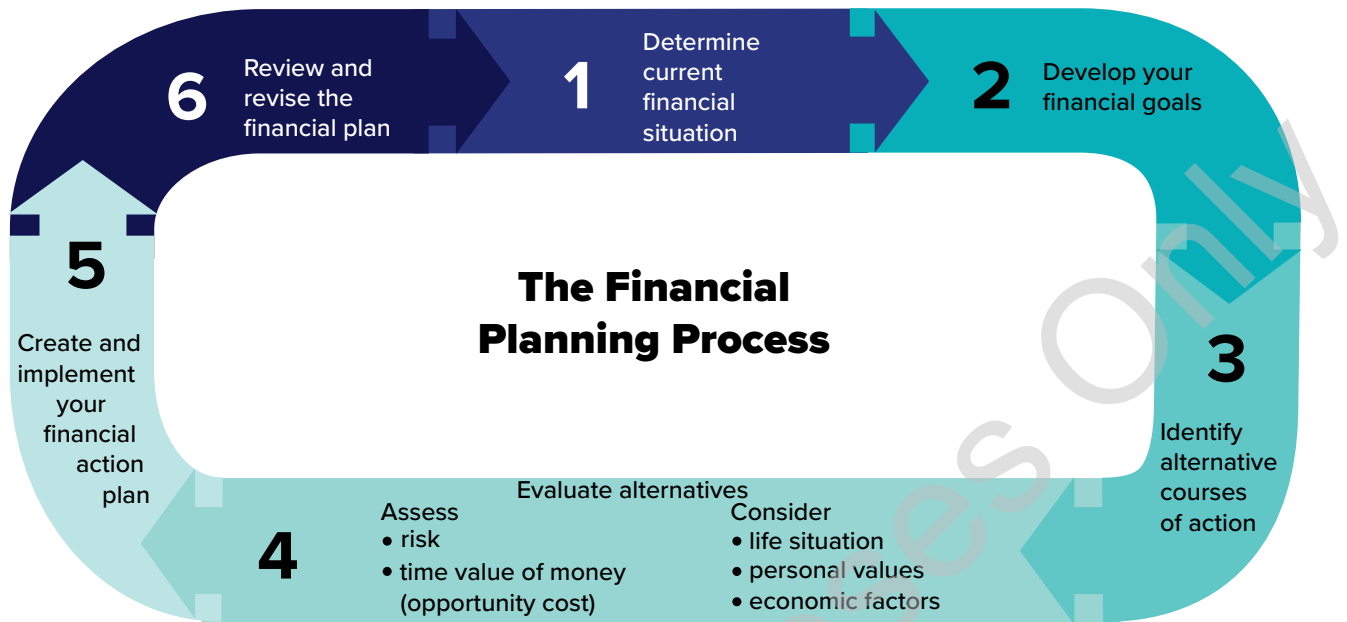 6
Review and
revise the
financial plan
1
Determine
current
financial
situation
2
Develop your
financial goals
The Financial
Planning Process
3
Identify
alternative
courses
of action
Evaluate alternatives
4
Assess
• risk
• time value of money
(opportunity cost)
Consider
• life situation
• personal values
• economic factors
5
Create and
implement
your
financial
action
plan
Only